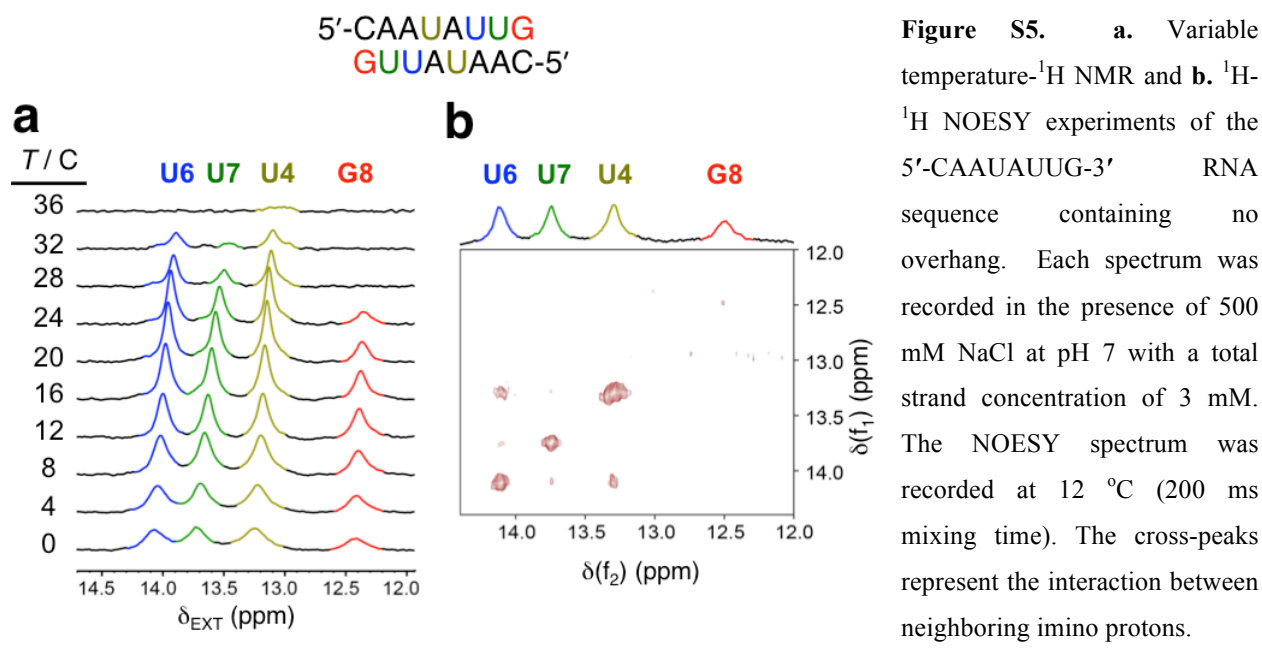 5′-CAAUAUUG
GUUAUAAC-5′
a
T / C
U6 U7 U4 G8
36
32
28
24
20
16
12
8
4
0
14.5 14.0 13.5 13.0 12.5 12.0
δEXT (ppm)
b
U6 U7 U4 G8
12.0
12.5
13.0
13.5
14.0
δ(f1) (ppm)
14.0 13.5 13.0 12.5 12.0
δ(f2) (ppm)
Figure S5. a. Variable
temperature-1H NMR and b. 1H-
1H NOESY experiments of the
5′-CAAUAUUG-3′ RNA
sequence containing no
overhang. Each spectrum was
recorded in the presence of 500
mM NaCl at pH 7 with a total
strand concentration of 3 mM.
The NOESY spectrum was
recorded at 12 oC (200 ms
mixing time). The cross-peaks
represent the interaction between
neighboring imino protons.